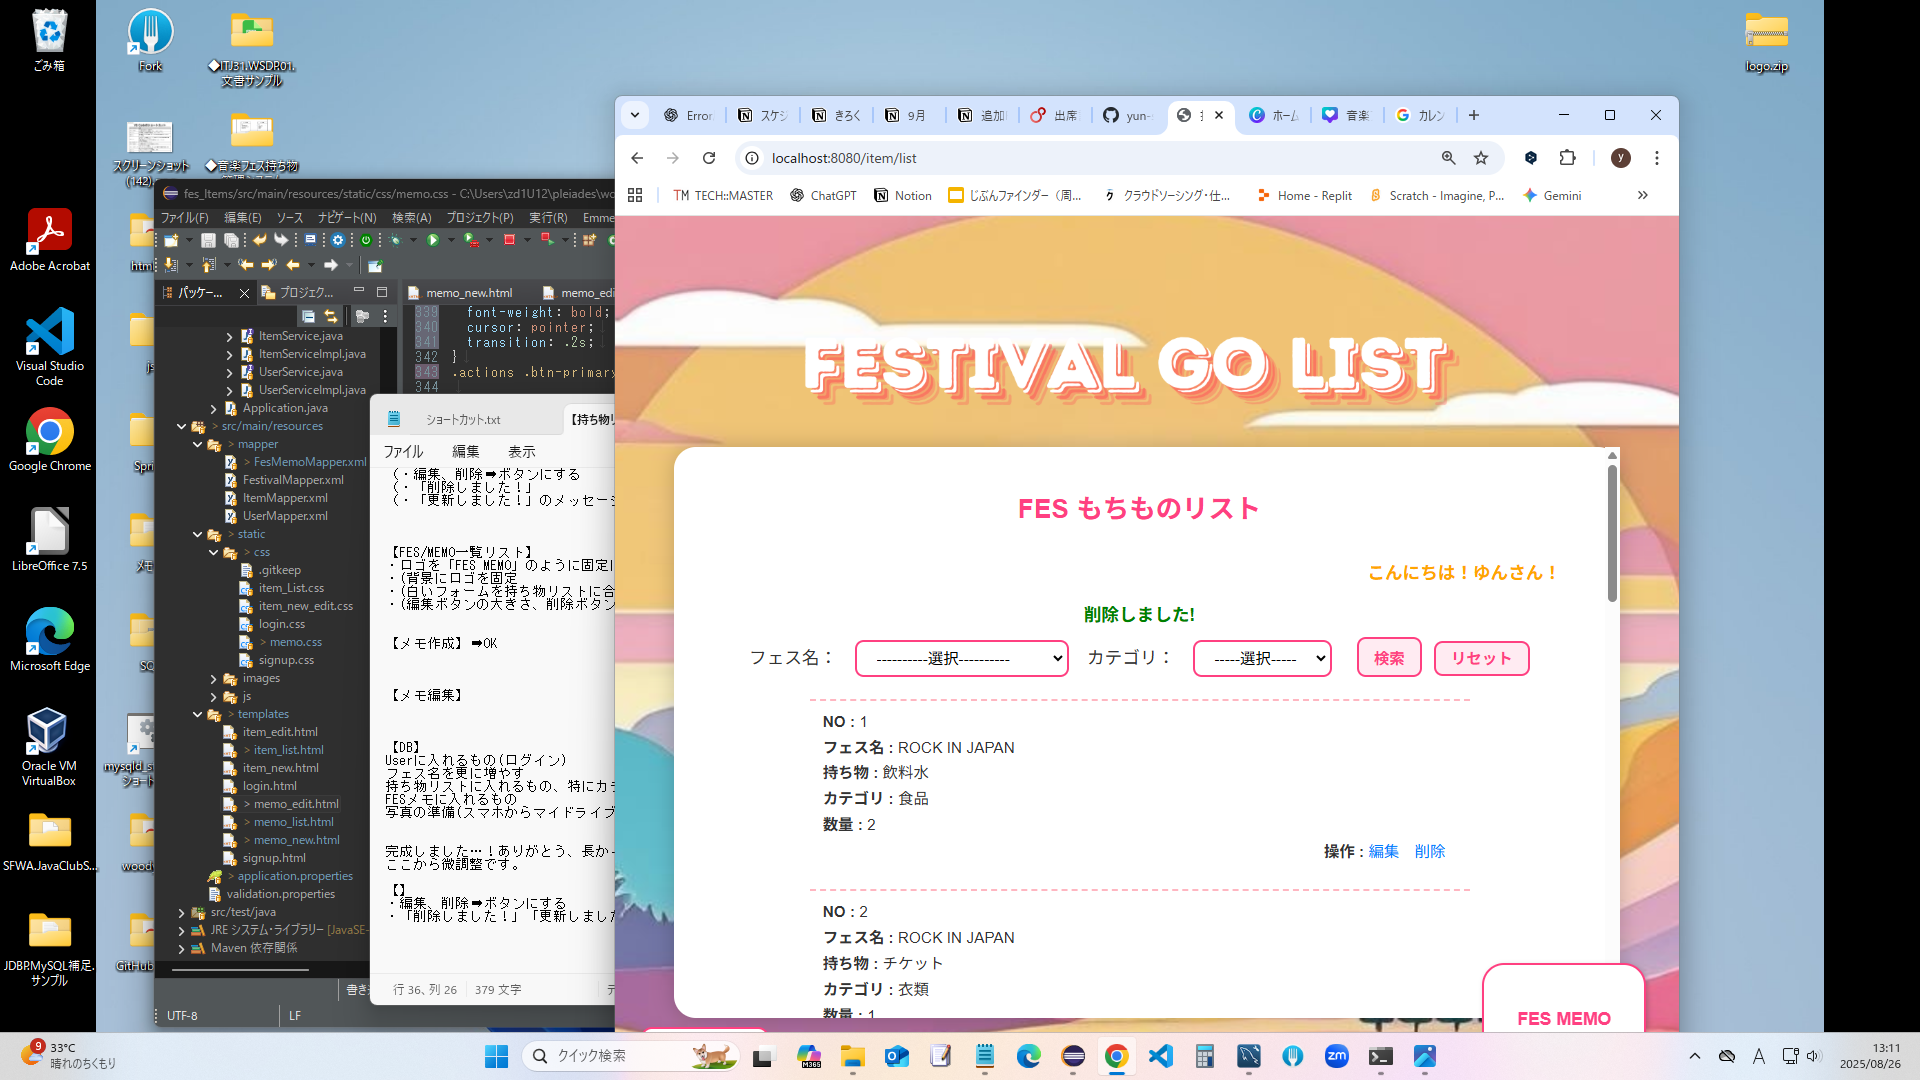 ごみ箱
Fork
◆ITJ31.WSDP.01.
文書サンプル
logo.zip
スクリーンショット
(142)
◆音楽フェス持ち物
Adobe Acrobat
html
Visual Studio
Code
js
Google Chrome
Spri
LibreOffice 7.5
メモ
Microsoft Edge
SQ
Oracle VM
VirtualBox
mysqld_s
ショート
SFWA.JavaClubS...
woody
JDBP.MySQL補足.
サンプル
GitHub
fes_Items/src/main/resources/static/css/memo.css - C:\Users\zd1U12\pleiades\wo
ファイル(F) 編集(E) ソース ナビゲート(N) 検索(A) プロジェクト(P) 実行(R) Emme
パッケー... プロジェク...
ItemService.java
ItemServiceImpl.java
UserService.java
UserServiceImpl.java
Application.java
> src/main/resources
> mapper
> FesMemoMapper.xml
FestivalMapper.xml
ItemMapper.xml
UserMapper.xml
> static
> css
.gitkeep
item_List.css
item_new_edit.css
login.css
> memo.css
signup.css
images
js
> templates
item_edit.html
> item_list.html
item_new.html
login.html
> memo_edit.html
> memo_list.html
> memo_new.html
signup.html
> application.properties
validation.properties
src/test/java
JRE システム・ライブラリー [JavaSE-
Maven 依存関係
memo_new.html memo_edi
339 font-weight: bold;
340 cursor: pointer;
341 transition: .2s;
342 }
343 .actions .btn-primary
344
書き
UTF-8 LF
ショートカット.txt 【持ち物リ
ファイル 編集 表示
（・編集、削除➡ボタンにする
（・「削除しました！」
（・「更新しました！」のメッセージ
【FES/MEMO一覧リスト】
・ロゴを「FES MEMO」のように固定
・(背景にロゴを固定
・(白いフォームを持ち物リストに合
・(編集ボタンの大きさ、削除ボタン
【メモ作成】➡OK
【メモ編集】
【DB】
Userに入れるもの(ログイン)
フェス名を更に増やす
持ち物リストに入れるもの、特にカテ
FESメモに入れるもの
写真の準備(スマホからマイドライブ
完成しました…！ありがとう、長か
ここから微調整です。
【】
・編集、削除➡ボタンにする
・「削除しました！」「更新しました
行 36、列 26 379 文字
Error スケジ きろく 9月 追加 出席 yun- ホーム 音楽 カレン
localhost:8080/item/list
TECH::MASTER ChatGPT Notion じぶんファインダー（周... クラウドソーシング・仕... Home - Replit Scratch - Imagine, P... Gemini
FESTIVAL GO LIST
FES もちものリスト
こんにちは！ゆんさん！
削除しました!
フェス名： ----------選択---------- カテゴリ： -----選択----- 検索 リセット
NO : 1
フェス名 : ROCK IN JAPAN
持ち物 : 飲料水
カテゴリ : 食品
数量 : 2
操作 : 編集 削除
NO : 2
フェス名 : ROCK IN JAPAN
持ち物 : チケット
カテゴリ : 衣類
数量 : 1
FES MEMO
9
33°C
晴れのちくもり
クイック検索
M365
zm
A
13:11
2025/08/26